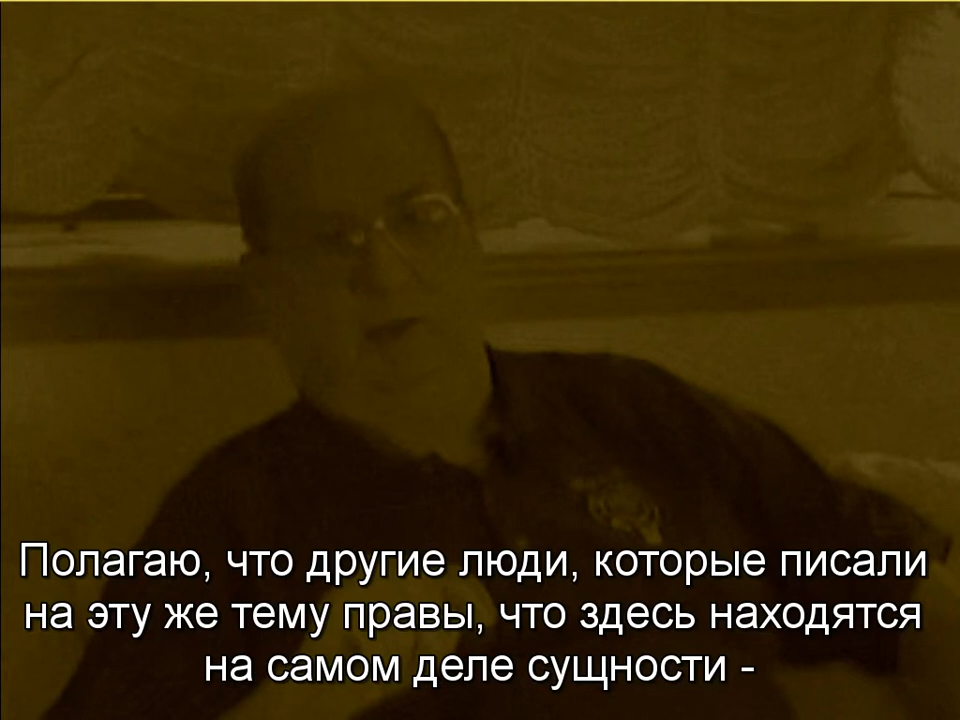 Полагаю, что другие люди, которые писали
на эту же тему правы, что здесь находятся
на самом деле сущности -